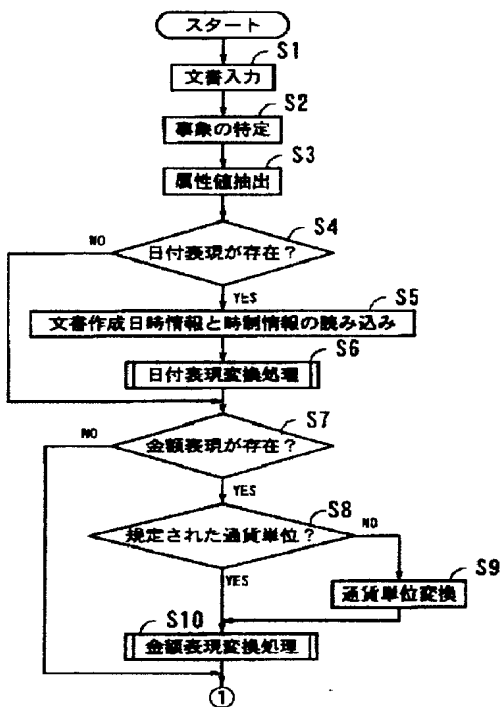 スタート
S1
文書入力
S2
事象の特定
S3
属性値抽出
S4
日付表現が存在？
NO
YES
S5
文書作成日時情報と時制情報の読み込み
S6
日付表現変換処理
S7
金額表現が存在？
NO
YES
S8
規定された通貨単位？
NO
YES
S9
通貨単位変換
S10
金額表現変換処理
①